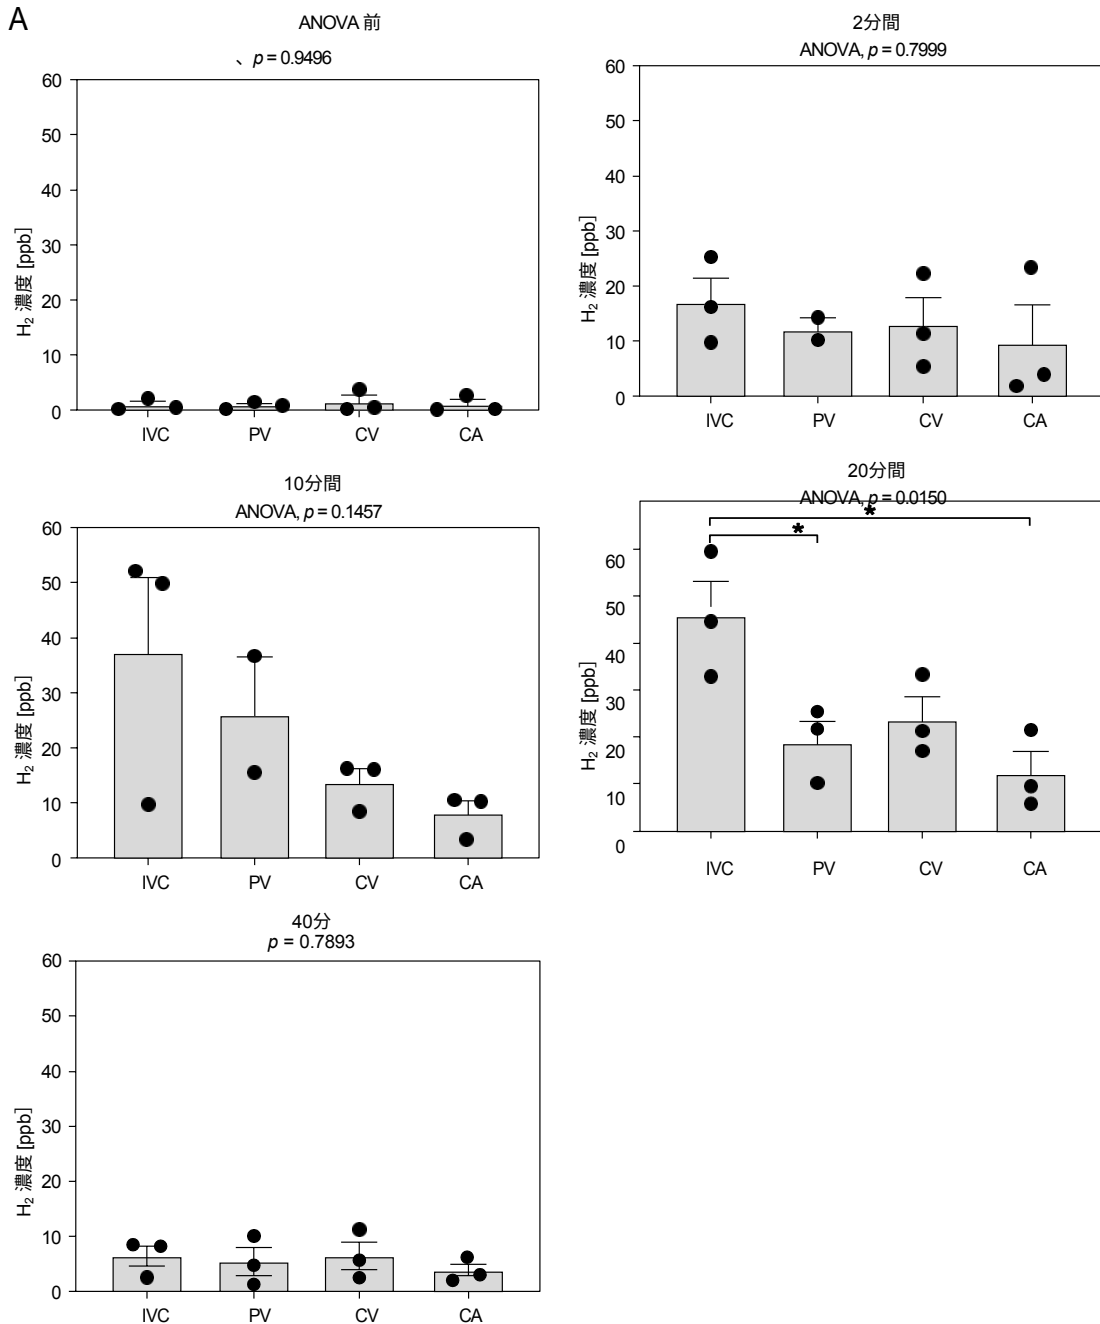 A
ANOVA 前
、 p = 0.9496
60
50
40
30
20
10
0
H₂ 濃度 [ppb]
IVC PV CV CA
2分間
ANOVA, p = 0.7999
60
50
40
30
20
10
0
H₂ 濃度 [ppb]
IVC PV CV CA
10分間
ANOVA, p = 0.1457
60
50
40
30
20
10
0
H₂ 濃度 [ppb]
IVC PV CV CA
20分間
ANOVA, p = 0.0150
*
*
60
50
40
30
20
10
0
H₂ 濃度 [ppb]
IVC PV CV CA
40分
p = 0.7893
60
50
40
30
20
10
0
H₂ 濃度 [ppb]
IVC PV CV CA